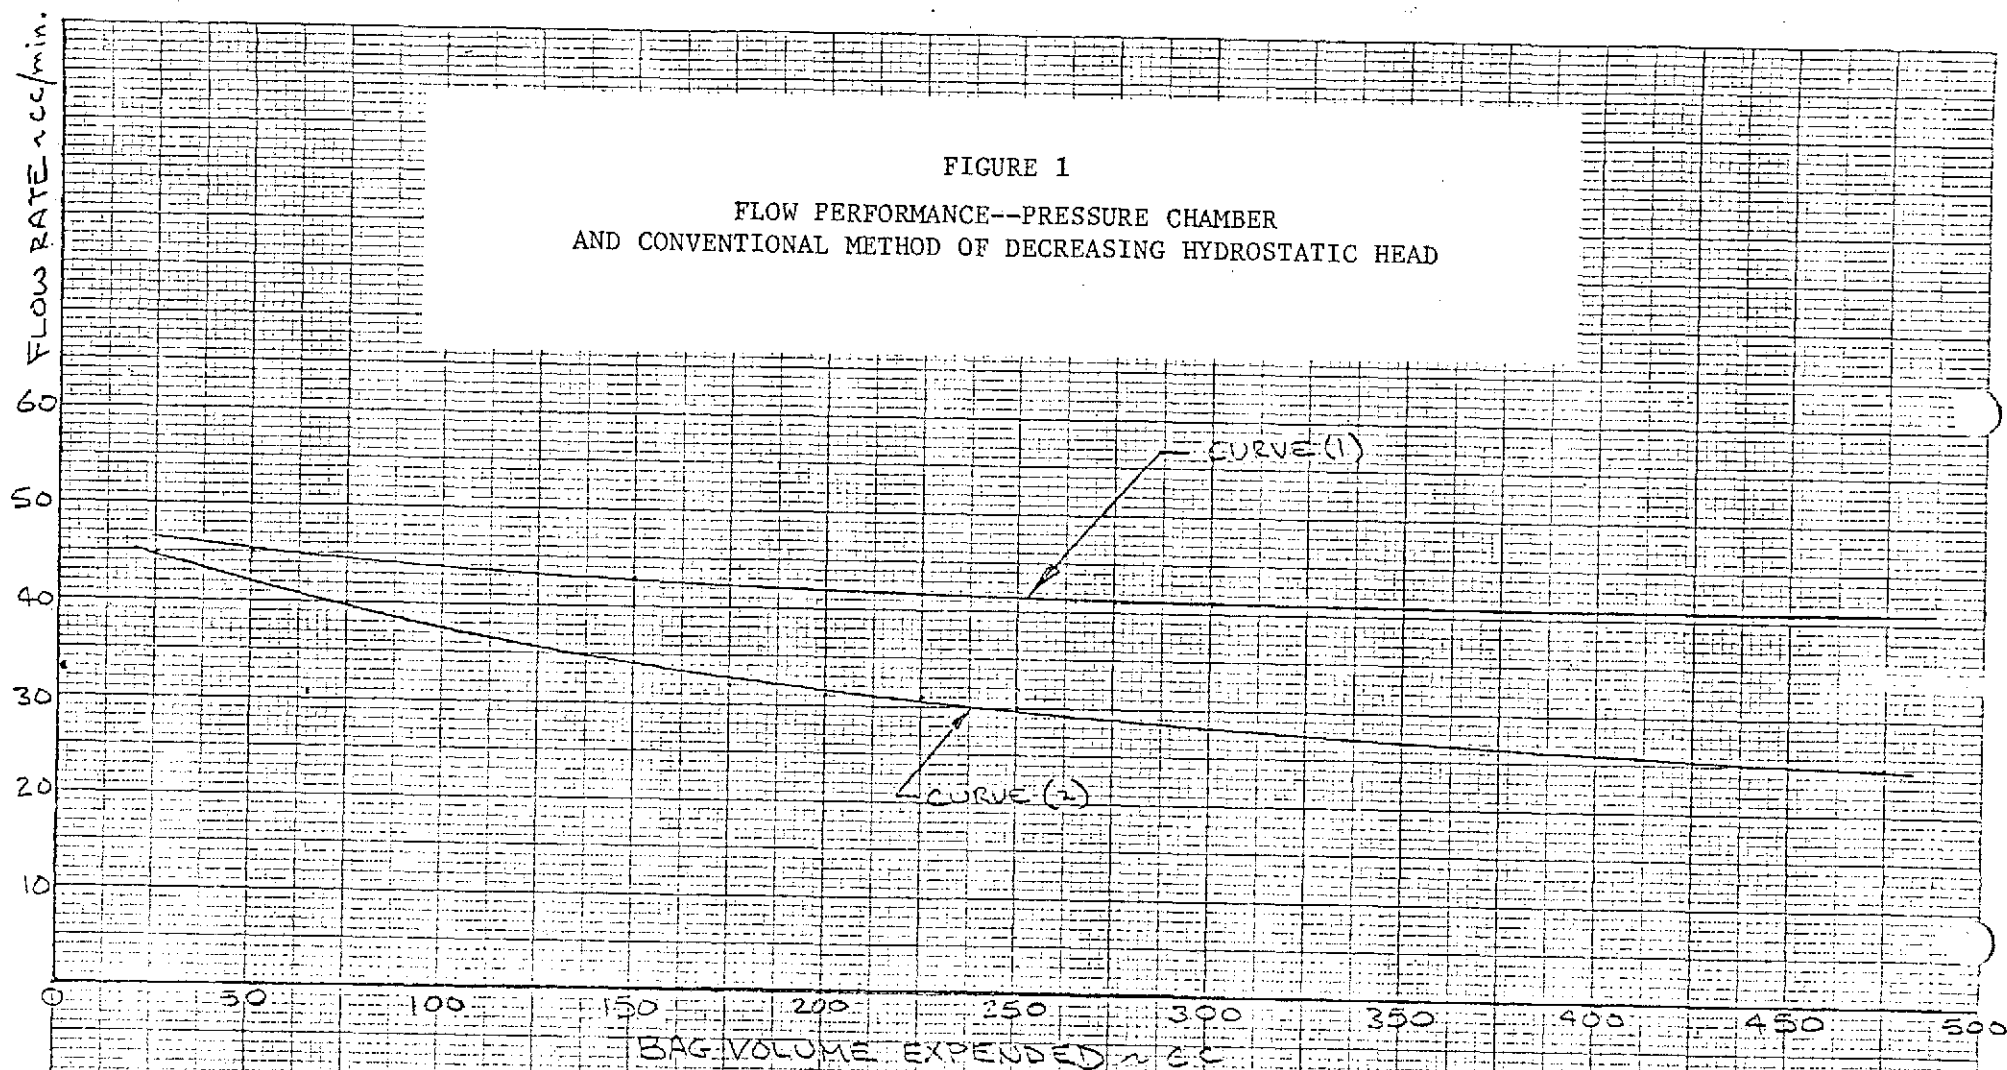 FLOW RATE ~ cc/min.
FIGURE 1
FLOW PERFORMANCE--PRESSURE CHAMBER
AND CONVENTIONAL METHOD OF DECREASING HYDROSTATIC HEAD
60
50
40
30
20
10
CURVE (1)
CURVE (2)
0 50 100 150 200 250 300 350 400 450 500
BAG VOLUME EXPENDED ~ CC